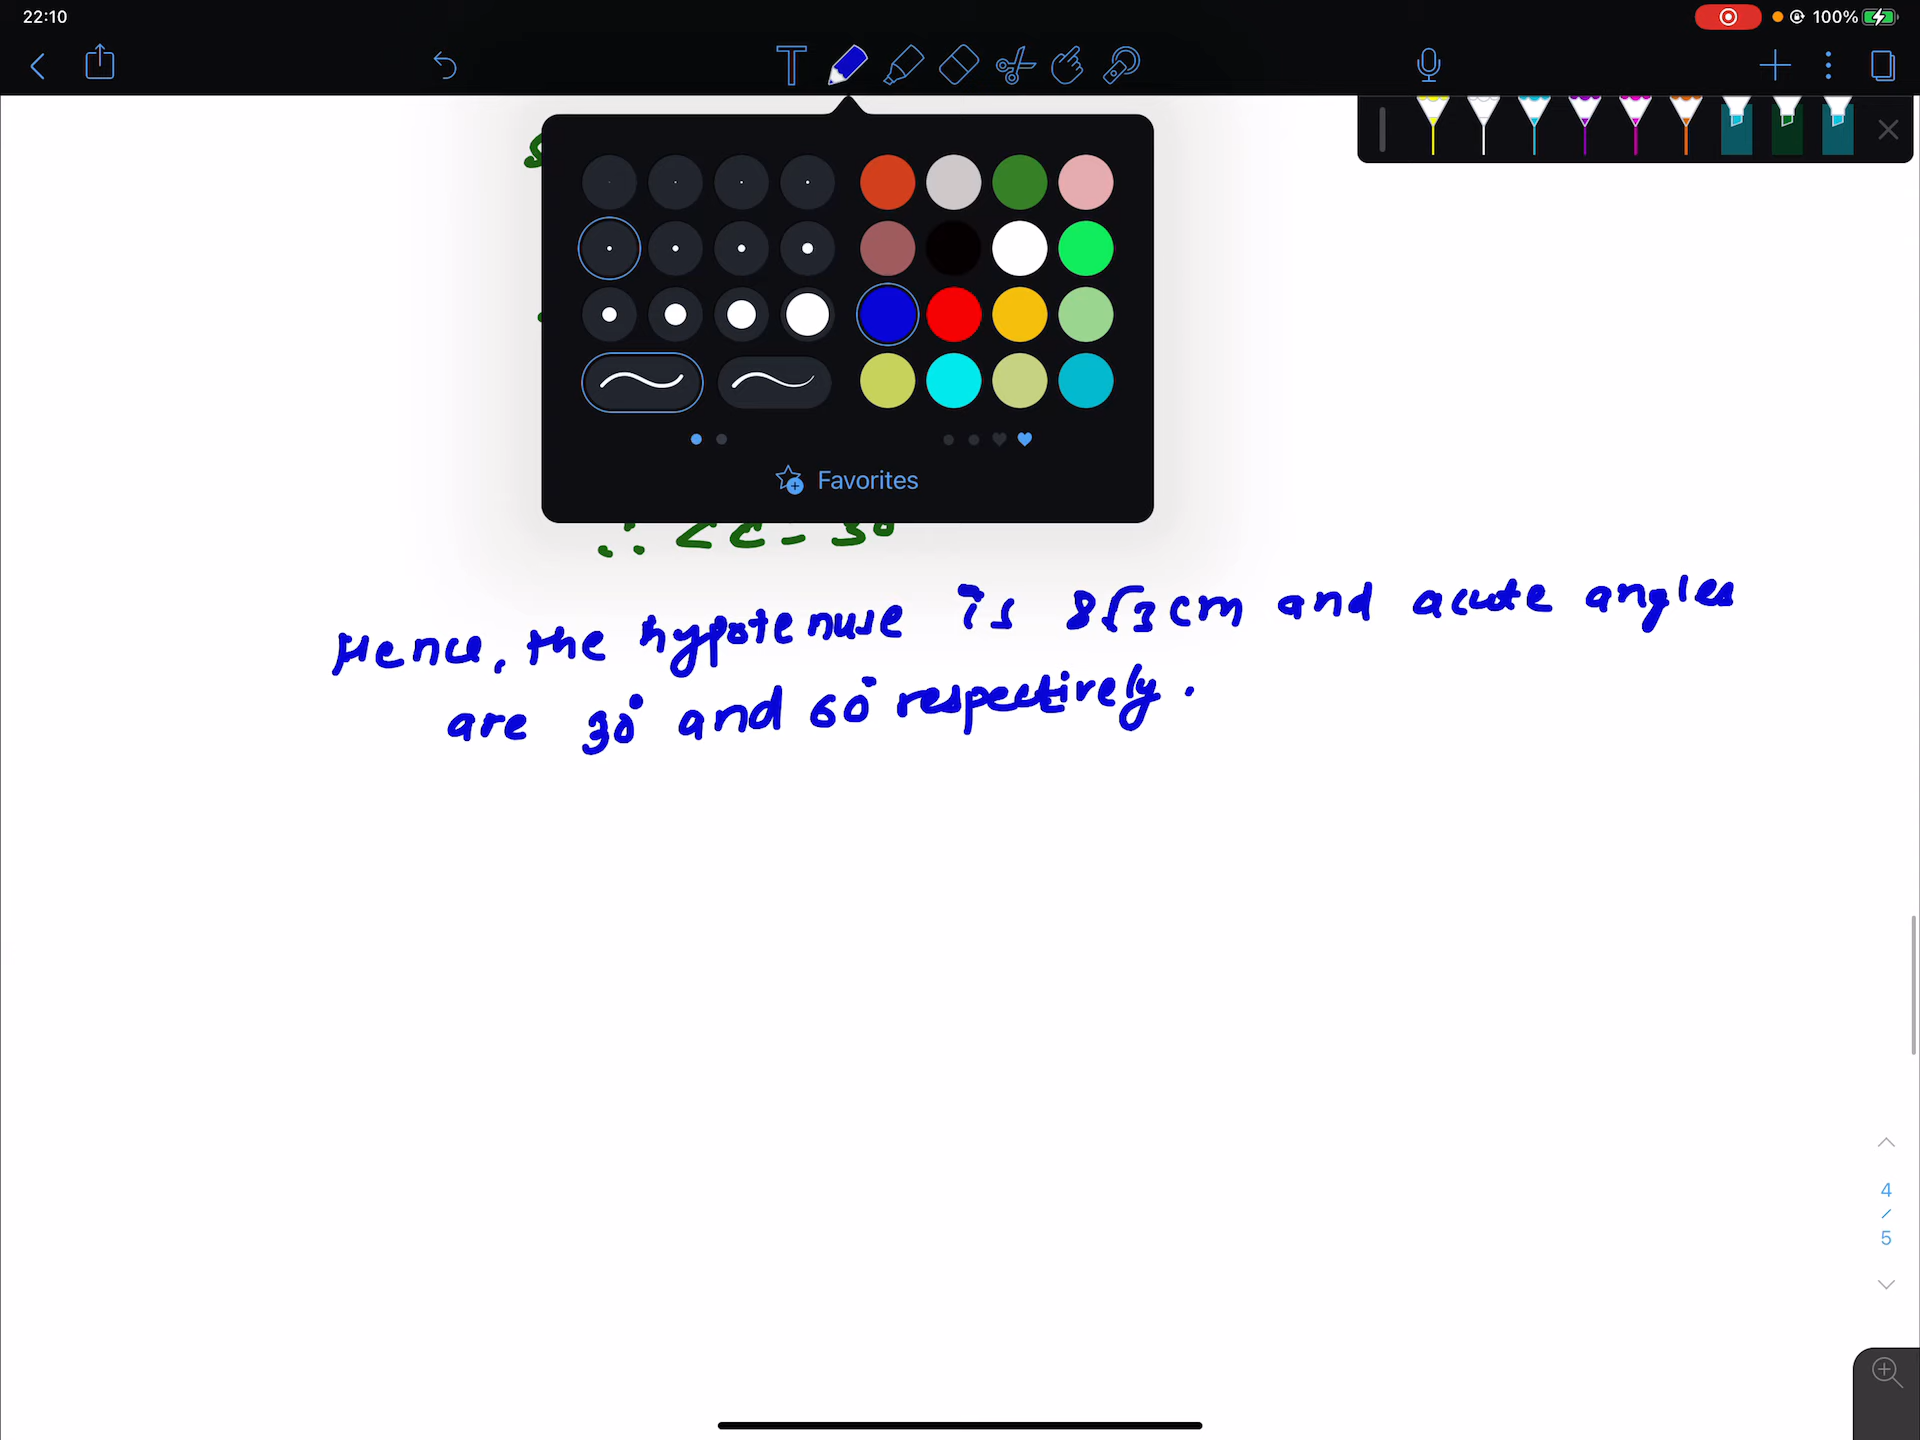 22:10
100%
T
Favorites
∴ ∠C = 30
Hence, the hypotenuse is 8√3 cm and acute angles
are 30° and 60° respectively.
4
/
5